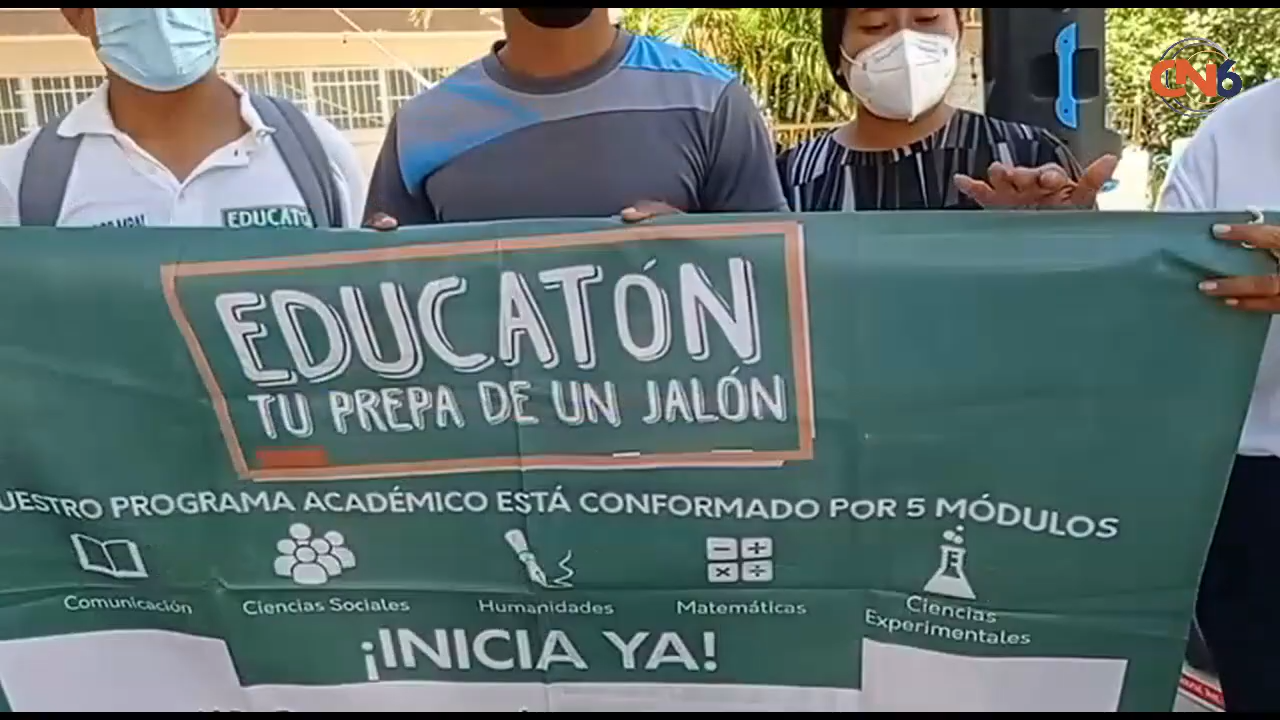 CN6
EDUCATÓN
EDUCATÓN
TU PREPA DE UN JALÓN
UESTRO PROGRAMA ACADÉMICO ESTÁ CONFORMADO POR 5 MÓDULOS
Comunicación
Ciencias Sociales
Humanidades
Matemáticas
Ciencias
Experimentales
¡INICIA YA!